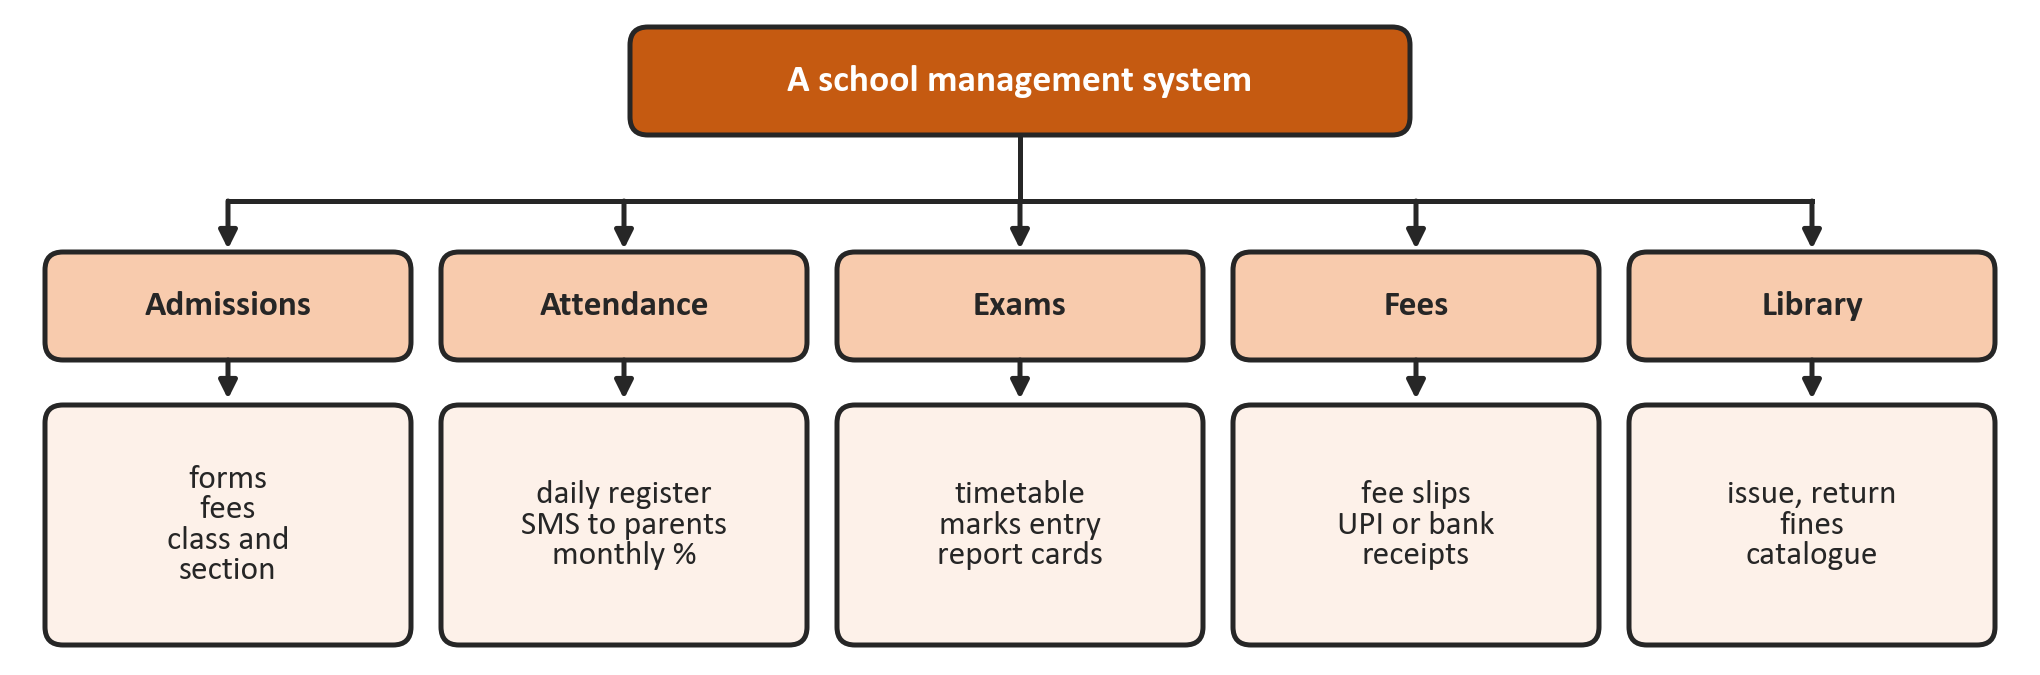 A school management system
Admissions
Attendance
Exams
Fees
Library
forms
fees
class and
section
daily register
SMS to parents
monthly %
timetable
marks entry
report cards
fee slips
UPI or bank
receipts
issue, return
fines
catalogue